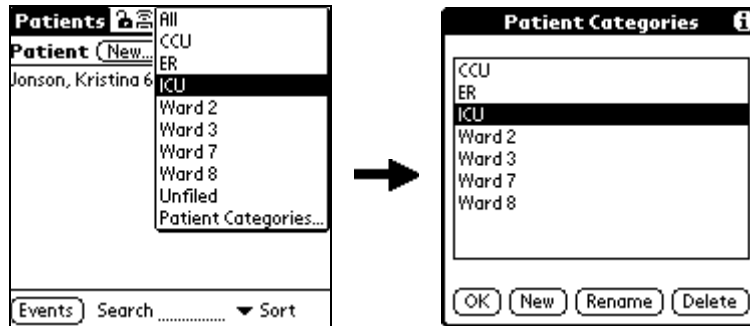 Patients
All
CCU
Patient New...
ER
Jonson, Kristina 6
ICU
Ward 2
Ward 3
Ward 7
Ward 8
Unfiled
Patient Categories...
Events Search Sort
Patient Categories i
CCU
ER
ICU
Ward 2
Ward 3
Ward 7
Ward 8
OK New Rename Delete